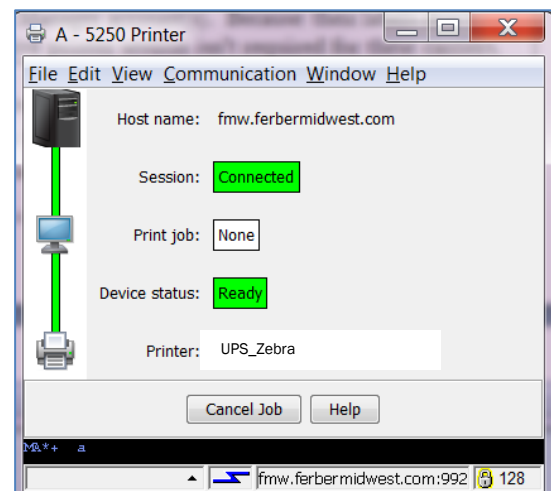 A - 5250 Printer
File Edit View Communication Window Help
Host name: fmw.ferbermidwest.com
Session: Connected
Print job: None
Device status: Ready
Printer: UPS_Zebra
Cancel Job Help
MA*+ a
fmw.ferbermidwest.com:992 128